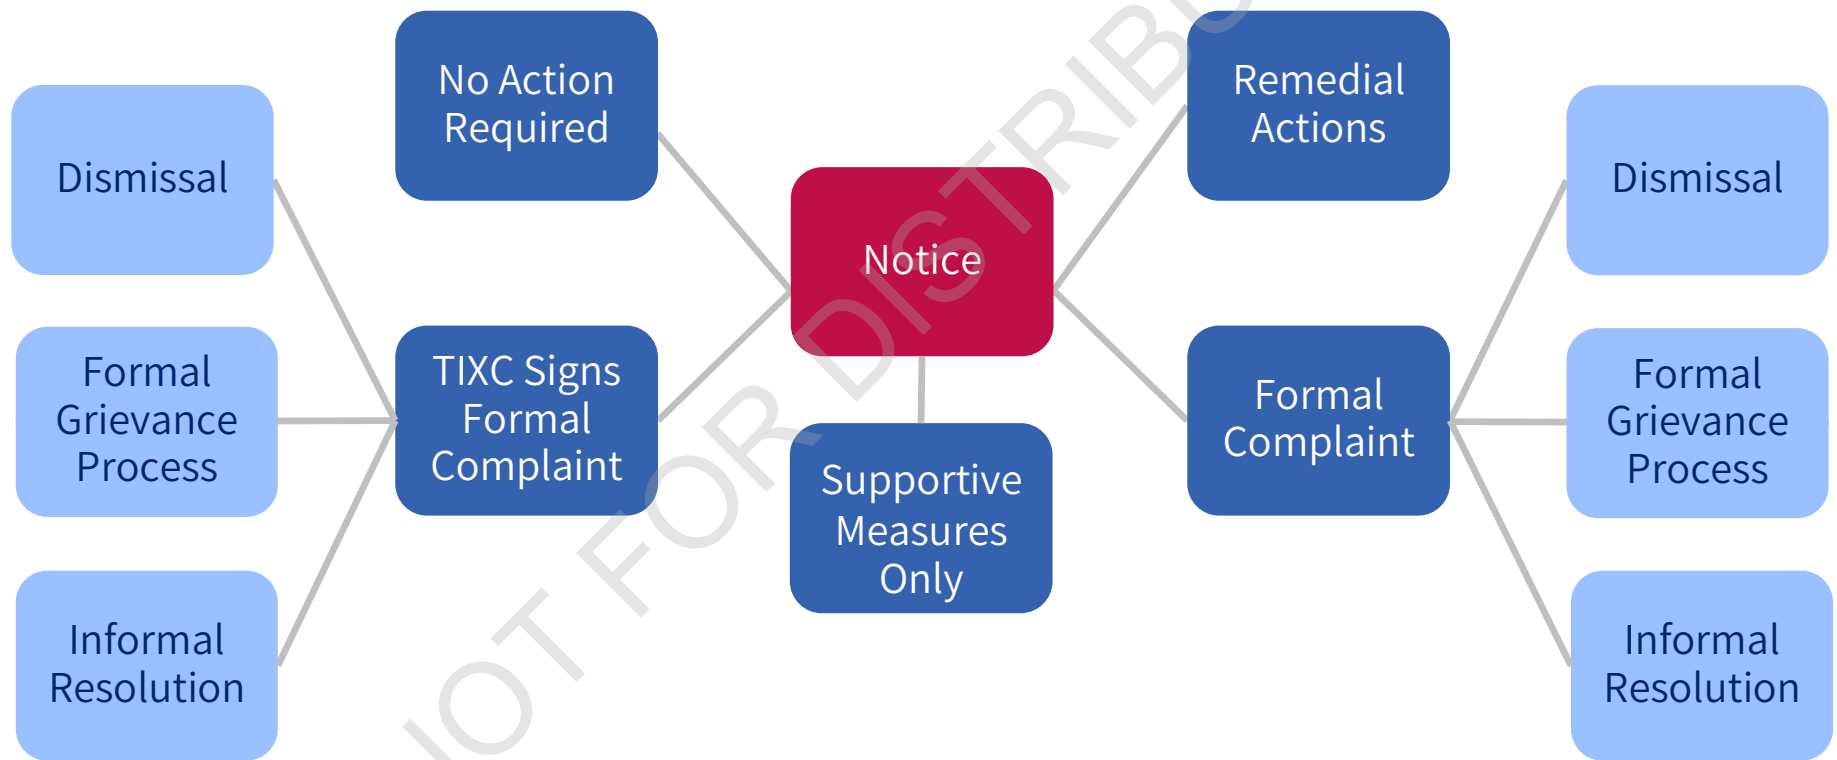 No Action
Required
Remedial
Actions
Dismissal
Notice
Dismissal
Formal
Grievance
Process
TIXC Signs
Formal
Complaint
Supportive
Measures
Only
Formal
Complaint
Formal
Grievance
Process
Informal
Resolution
Informal
Resolution
FOR